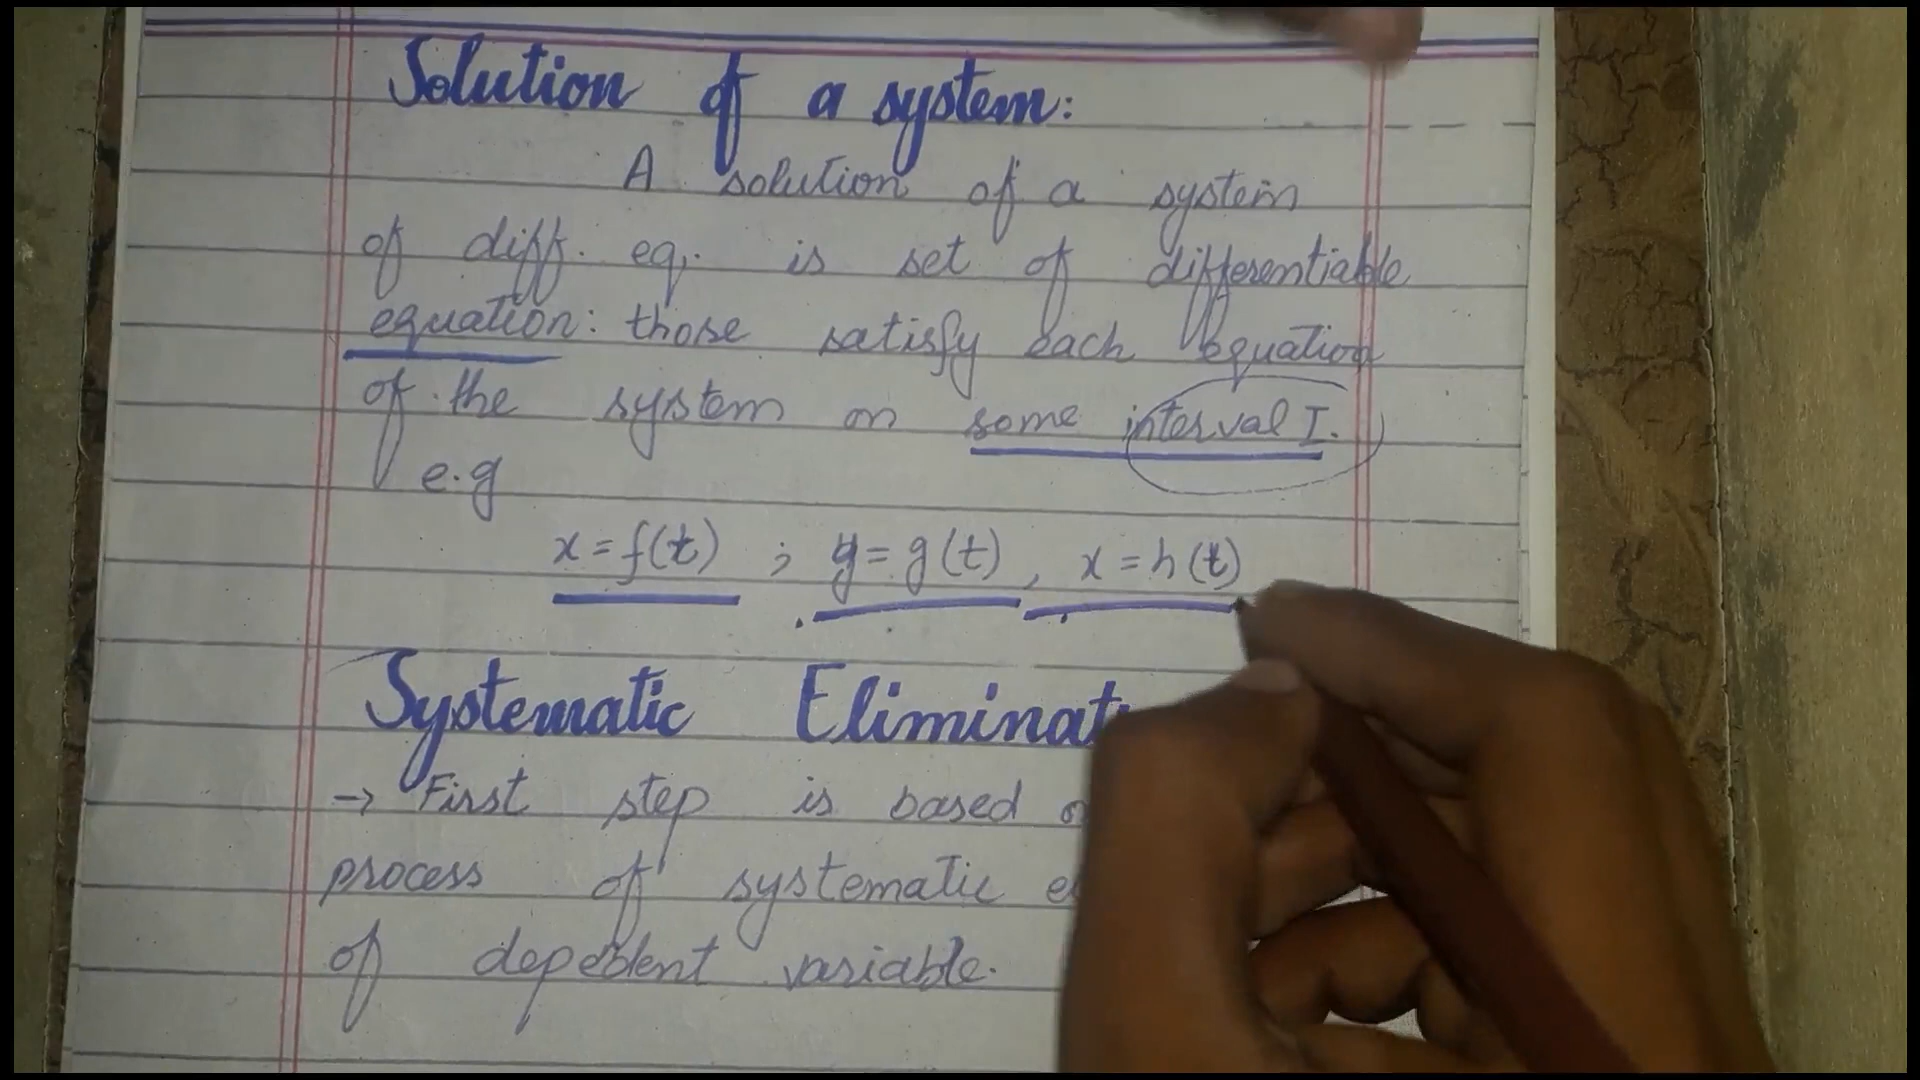 Solution of a system:
A solution of a system
of diff. eq. is set of differentiable
equation: those satisfy each equation
of the system on some interval I.
e.g
x = f(t) ; y = g(t) , x = h(t)
Systematic
First step is based
process of systematic
of depedent variable.